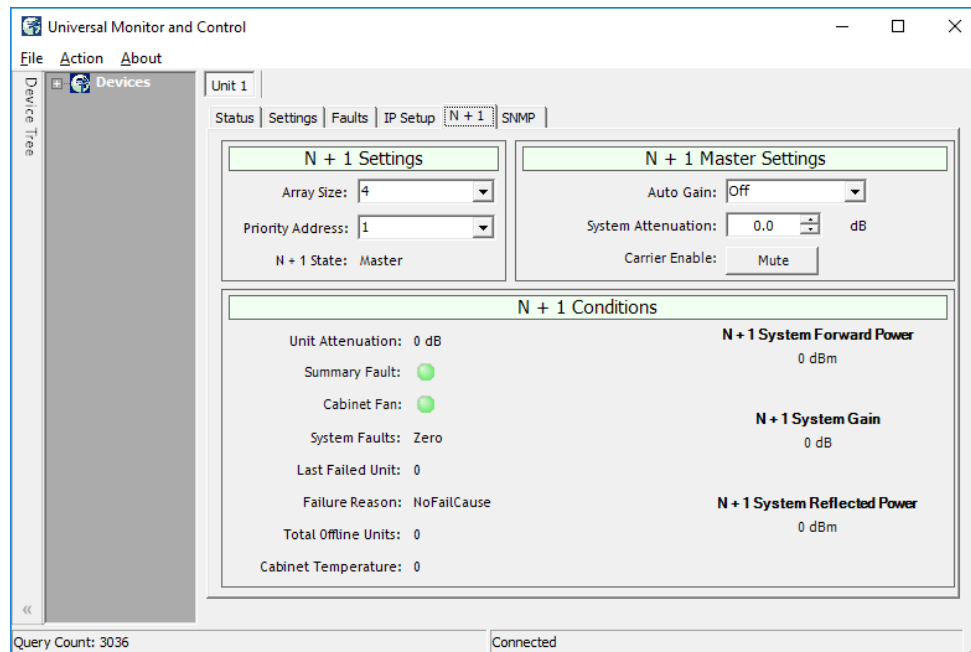 Universal Monitor and Control
File Action About
Device Tree
Devices
Unit 1
Status Settings Faults IP Setup N + 1 SNMP
N + 1 Settings
Array Size: 4
Priority Address: 1
N + 1 State: Master
N + 1 Master Settings
Auto Gain: Off
System Attenuation: 0.0 dB
Carrier Enable: Mute
N + 1 Conditions
Unit Attenuation: 0 dB
Summary Fault:
Cabinet Fan:
System Faults: Zero
Last Failed Unit: 0
Failure Reason: NoFailCause
Total Offline Units: 0
Cabinet Temperature: 0
N + 1 System Forward Power
0 dBm
N + 1 System Gain
0 dB
N + 1 System Reflected Power
0 dBm
Query Count: 3036
Connected